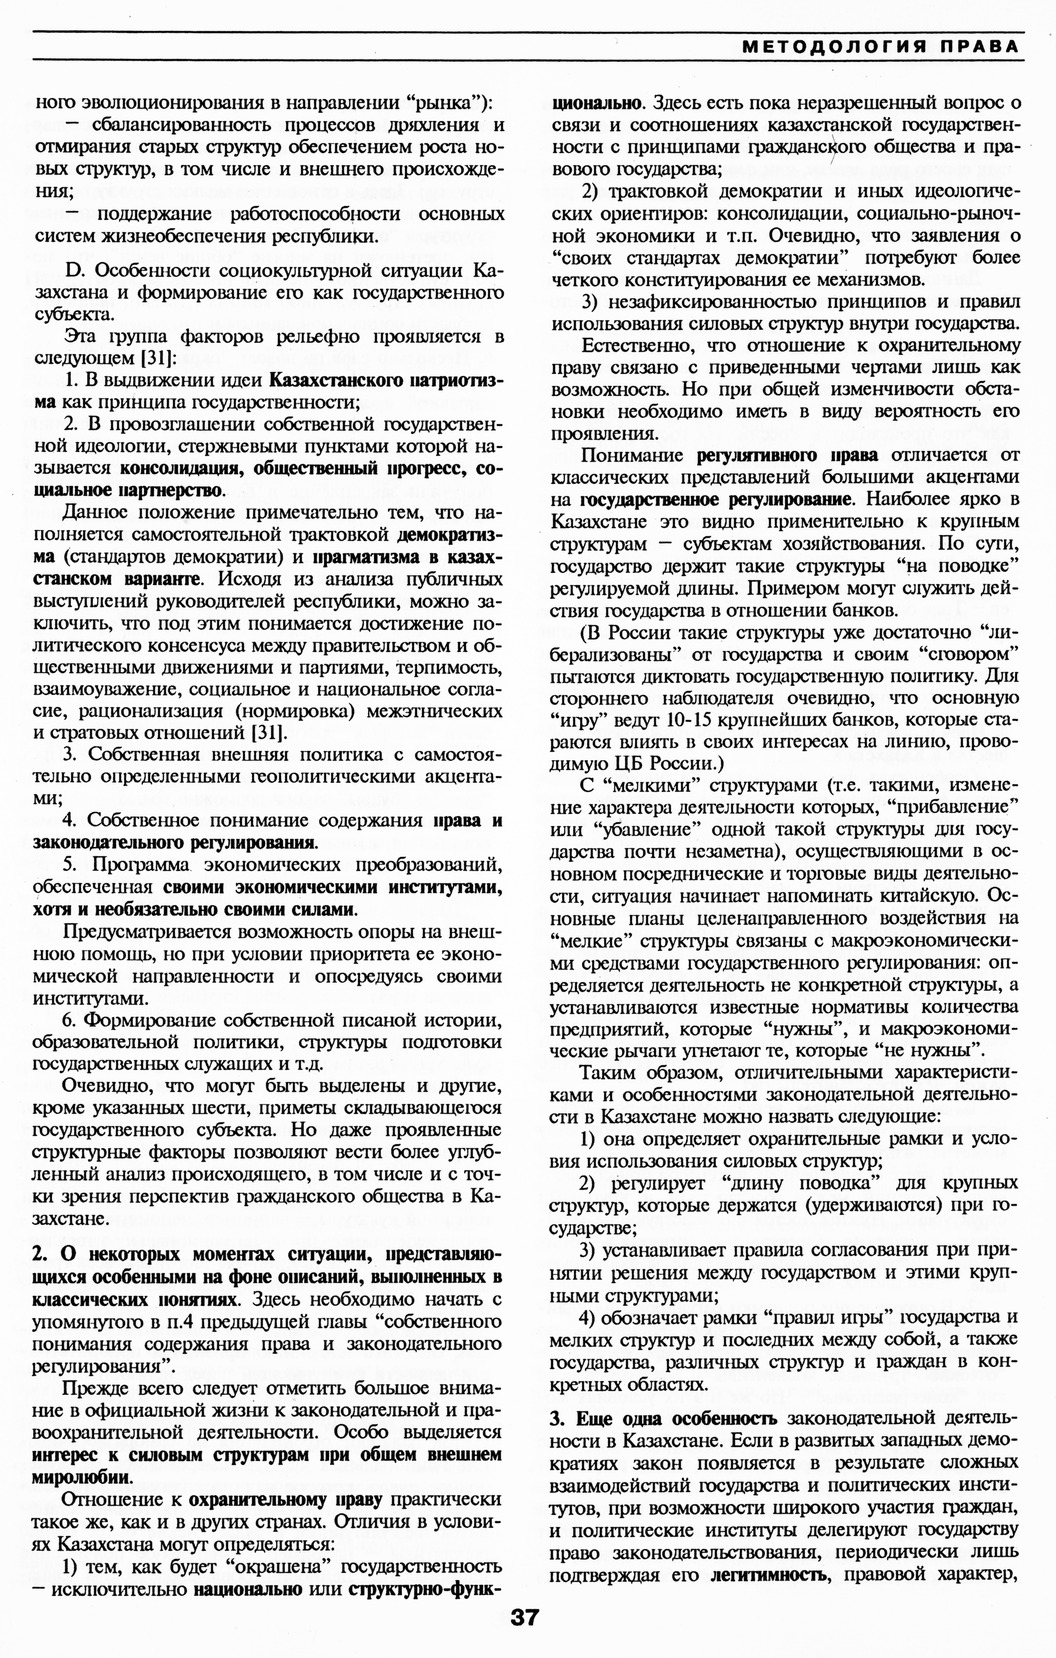 МЕТОДОЛОГИЯ ПРАВА
ного эволюционирования в направлении “рынка”):
— сбалансированность процессов дряхления и
отмирания старых структур обеспечением роста но-
вых структур, в том числе и внешнего происхожде-
ния;
— поддержание работоспособности основных
систем жизнеобеспечения республики.
D. Особенности социокультурной ситуации Ка-
захстана и формирование его как государственного
субъекта.
Эта группа факторов рельефно проявляется в
следующем [31]:
1. В выдвижении идеи Казахстанского патриотиз-
ма как принципа государственности;
2. В провозглашении собственной государствен-
ной идеологии, стержневыми пунктами которой на-
зывается консолидация, общественный прогресс, со-
циальное партнерство.
Данное положение примечательно тем, что на-
полняется самостоятельной трактовкой демократиз-
ма (стандартов демократии) и прагматизма в казах-
станском варианте. Исходя из анализа публичных
выступлений руководителей республики, можно за-
ключить, что под этим понимается достижение по-
литического консенсуса между правительством и об-
щественными движениями и партиями, терпимость,
взаимоуважение, социальное и национальное согла-
сие, рационализация (нормировка) межэтнических
и стратовых отношений [31].
3. Собственная внешняя политика с самостоя-
тельно определенными геополитическими акцента-
ми;
4. Собственное понимание содержания права и
законодательного регулирования.
5. Программа экономических преобразований,
обеспеченная своими экономическими институтами,
хотя и необязательно своими силами.
Предусматривается возможность опоры на внеш-
нюю помощь, но при условии приоритета ее эконо-
мической направленности и опосредуясь своими
институтами.
6. Формирование собственной писаной истории,
образовательной политики, структуры подготовки
государственных служащих и т.д.
Очевидно, что могут быть выделены и другие,
кроме указанных шести, приметы складывающегося
государственного субъекта. Но даже проявленные
структурные факторы позволяют вести более углуб-
ленный анализ происходящего, в том числе и с точ-
ки зрения перспектив гражданского общества в Ка-
захстане.
2. О некоторых моментах ситуации, представляю-
щихся особенными на фоне описаний, выполненных в
классических понятиях. Здесь необходимо начать с
упомянутого в п.4 предыдущей главы “собственного
понимания содержания права и законодательного
регулирования”.
Прежде всего следует отметить большое внима-
ние в официальной жизни к законодательной и пра-
воохранительной деятельности. Особо выделяется
интерес к силовым структурам при общем внешнем
миролюбии.
Отношение к охранительному праву практически
такое же, как и в других странах. Отличия в услови-
ях Казахстана могут определяться:
1) тем, как будет “окрашена” государственность
— исключительно национально или структурно-функ-
ционально. Здесь есть пока неразрешенный вопрос о
связи и соотношениях казахстанской государствен-
ности с принципами гражданского общества и пра-
вового государства;
2) трактовкой демократии и иных идеологиче-
ских ориентиров: консолидации, социально-рыноч-
ной экономики и т.п. Очевидно, что заявления о
“своих стандартах демократии” потребуют более
четкого конституирования ее механизмов.
3) незафиксированностью принципов и правил
использования силовых структур внутри государства.
Естественно, что отношение к охранительному
праву связано с приведенными чертами лишь как
возможность. Но при общей изменчивости обста-
новки необходимо иметь в виду вероятность его
проявления.
Понимание регулятивного права отличается от
классических представлений большими акцентами
на государственное регулирование. Наиболее ярко в
Казахстане это видно применительно к крупным
структурам — субъектам хозяйствования. По сути,
государство держит такие структуры “на поводке”
регулируемой длины. Примером могут служить дей-
ствия государства в отношении банков.
(В России такие структуры уже достаточно “ли-
берализованы” от государства и своим “сговором”
пытаются диктовать государственную политику. Для
стороннего наблюдателя очевидно, что основную
“игру” ведут 10-15 крупнейших банков, которые ста-
раются влиять в своих интересах на линию, прово-
димую ЦБ России.)
С “мелкими” структурами (т.е. такими, измене-
ние характера деятельности которых, “прибавление”
или “убавление” одной такой структуры для госу-
дарства почти незаметна), осуществляющими в ос-
новном посреднические и торговые виды деятельно-
сти, ситуация начинает напоминать китайскую. Ос-
новные планы целенаправленного воздействия на
“мелкие” структуры связаны с макроэкономически-
ми средствами государственного регулирования: оп-
ределяется деятельность не конкретной структуры, а
устанавливаются известные нормативы количества
предприятий, которые “нужны”, и макроэкономи-
ческие рычаги угнетают те, которые “не нужны”.
Таким образом, отличительными характеристи-
ками и особенностями законодательной деятельно-
сти в Казахстане можно назвать следующие:
1) она определяет охранительные рамки и усло-
вия использования силовых структур;
2) регулирует “длину поводка” для крупных
структур, которые держатся (удерживаются) при го-
сударстве;
3) устанавливает правила согласования при при-
нятии решения между государством и этими круп-
ными структурами;
4) обозначает рамки “правил игры” государства и
мелких структур и последних между собой, а также
государства, различных структур и граждан в кон-
кретных областях.
3. Еще одна особенность законодательной деятель-
ности в Казахстане. Если в развитых западных демо-
кратиях закон появляется в результате сложных
взаимодействий государства и политических инсти-
тутов, при возможности широкого участия граждан,
и политические институты делегируют государству
право законодательствования, периодически лишь
подтверждая его легитимность, правовой характер,
37